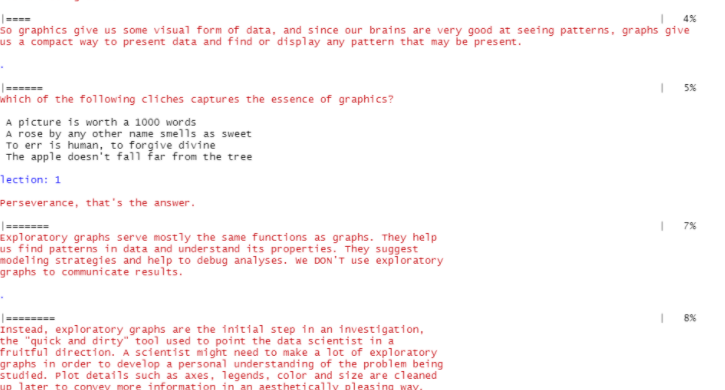 |==== | 4%
So graphics give us some visual form of data, and since our brains are very good at seeing patterns, graphs give
us a compact way to present data and find or display any pattern that may be present.
.
|====== | 5%
Which of the following cliches captures the essence of graphics?
A picture is worth a 1000 words
A rose by any other name smells as sweet
To err is human, to forgive divine
The apple doesn't fall far from the tree
lection: 1
Perseverance, that's the answer.
|======= | 7%
Exploratory graphs serve mostly the same functions as graphs. They help
us find patterns in data and understand its properties. They suggest
modeling strategies and help to debug analyses. We DON'T use exploratory
graphs to communicate results.
.
|======== | 8%
Instead, exploratory graphs are the initial step in an investigation,
the "quick and dirty" tool used to point the data scientist in a
fruitful direction. A scientist might need to make a lot of exploratory
graphs in order to develop a personal understanding of the problem being
studied. Plot details such as axes, legends, color and size are cleaned
up later to convey more information in an aesthetically pleasing way.